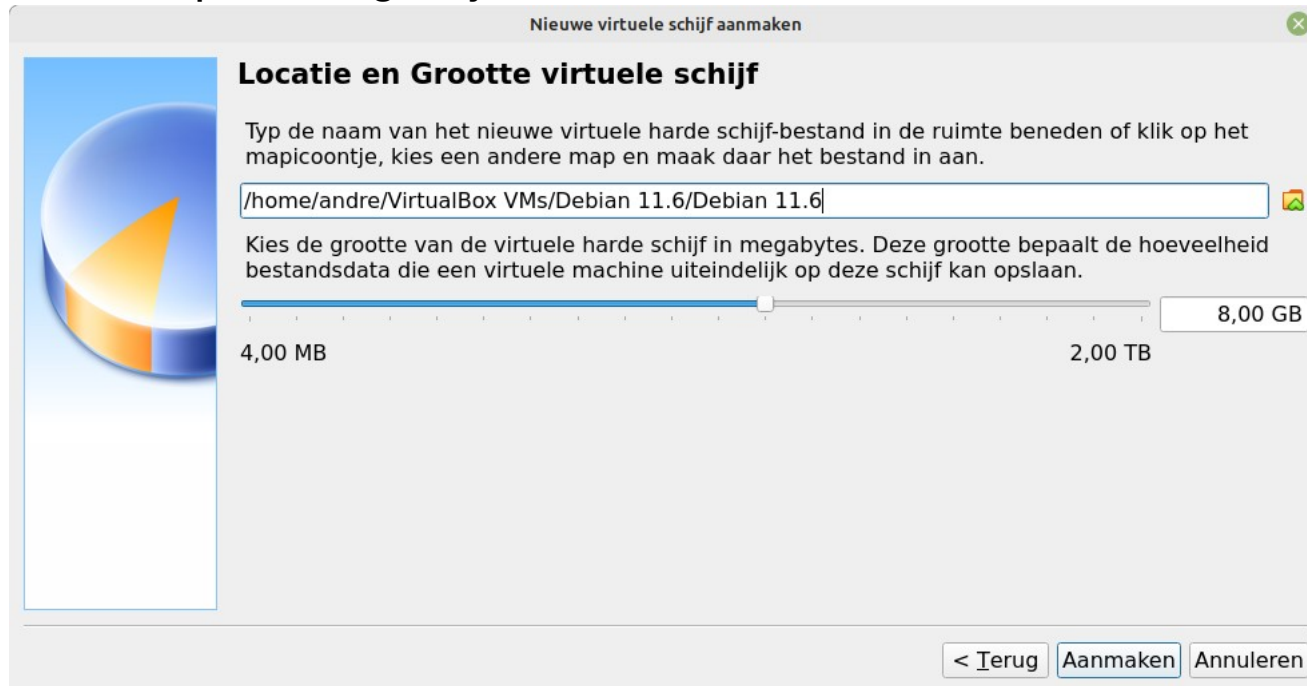 Nieuwe virtuele schijf aanmaken
Locatie en Grootte virtuele schijf
Typ de naam van het nieuwe virtuele harde schijf-bestand in de ruimte beneden of klik op het
mapicoontje, kies een andere map en maak daar het bestand in aan.
/home/andre/VirtualBox VMs/Debian 11.6/Debian 11.6
Kies de grootte van de virtuele harde schijf in megabytes. Deze grootte bepaalt de hoeveelheid
bestandsdata die een virtuele machine uiteindelijk op deze schijf kan opslaan.
8,00 GB
4,00 MB 2,00 TB
< Terug Aanmaken Annuleren